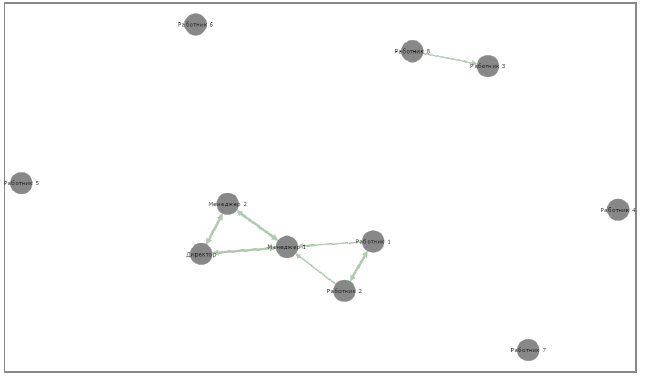 Работник 6
Работник 8
Работник 3
Работник 5
Менеджер 2
Работник 4
Работник 1
Менеджер 1
Директор
Работник 2
Работник 7